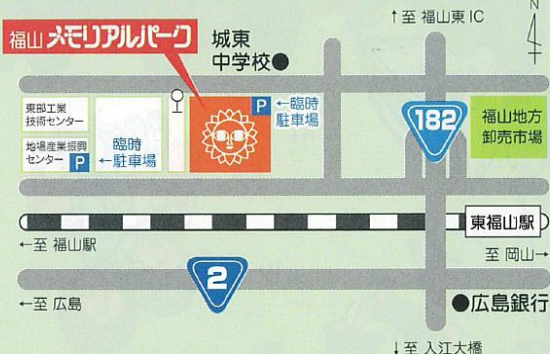 ↑至 福山東IC
N
福山 メモリアルパーク
城東
中学校●
東部工業
技術センター
臨時
←駐車場
P
←臨時
駐車場
182
福山地方
卸売市場
地場産業振興
センター P
東福山駅
←至 福山駅
至 岡山→
2
←至 広島
●広島銀行
↓至 入江大橋